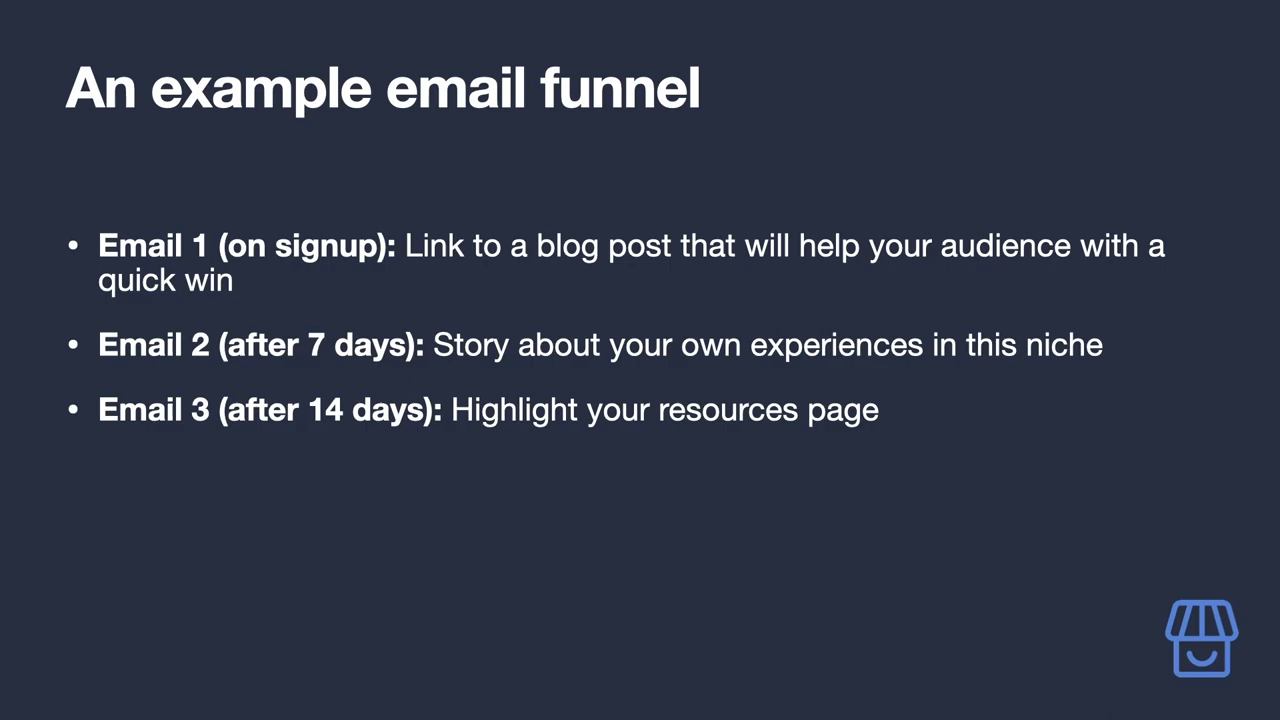 An example email funnel
• Email 1 (on signup): Link to a blog post that will help your audience with a
quick win
• Email 2 (after 7 days): Story about your own experiences in this niche
• Email 3 (after 14 days): Highlight your resources page